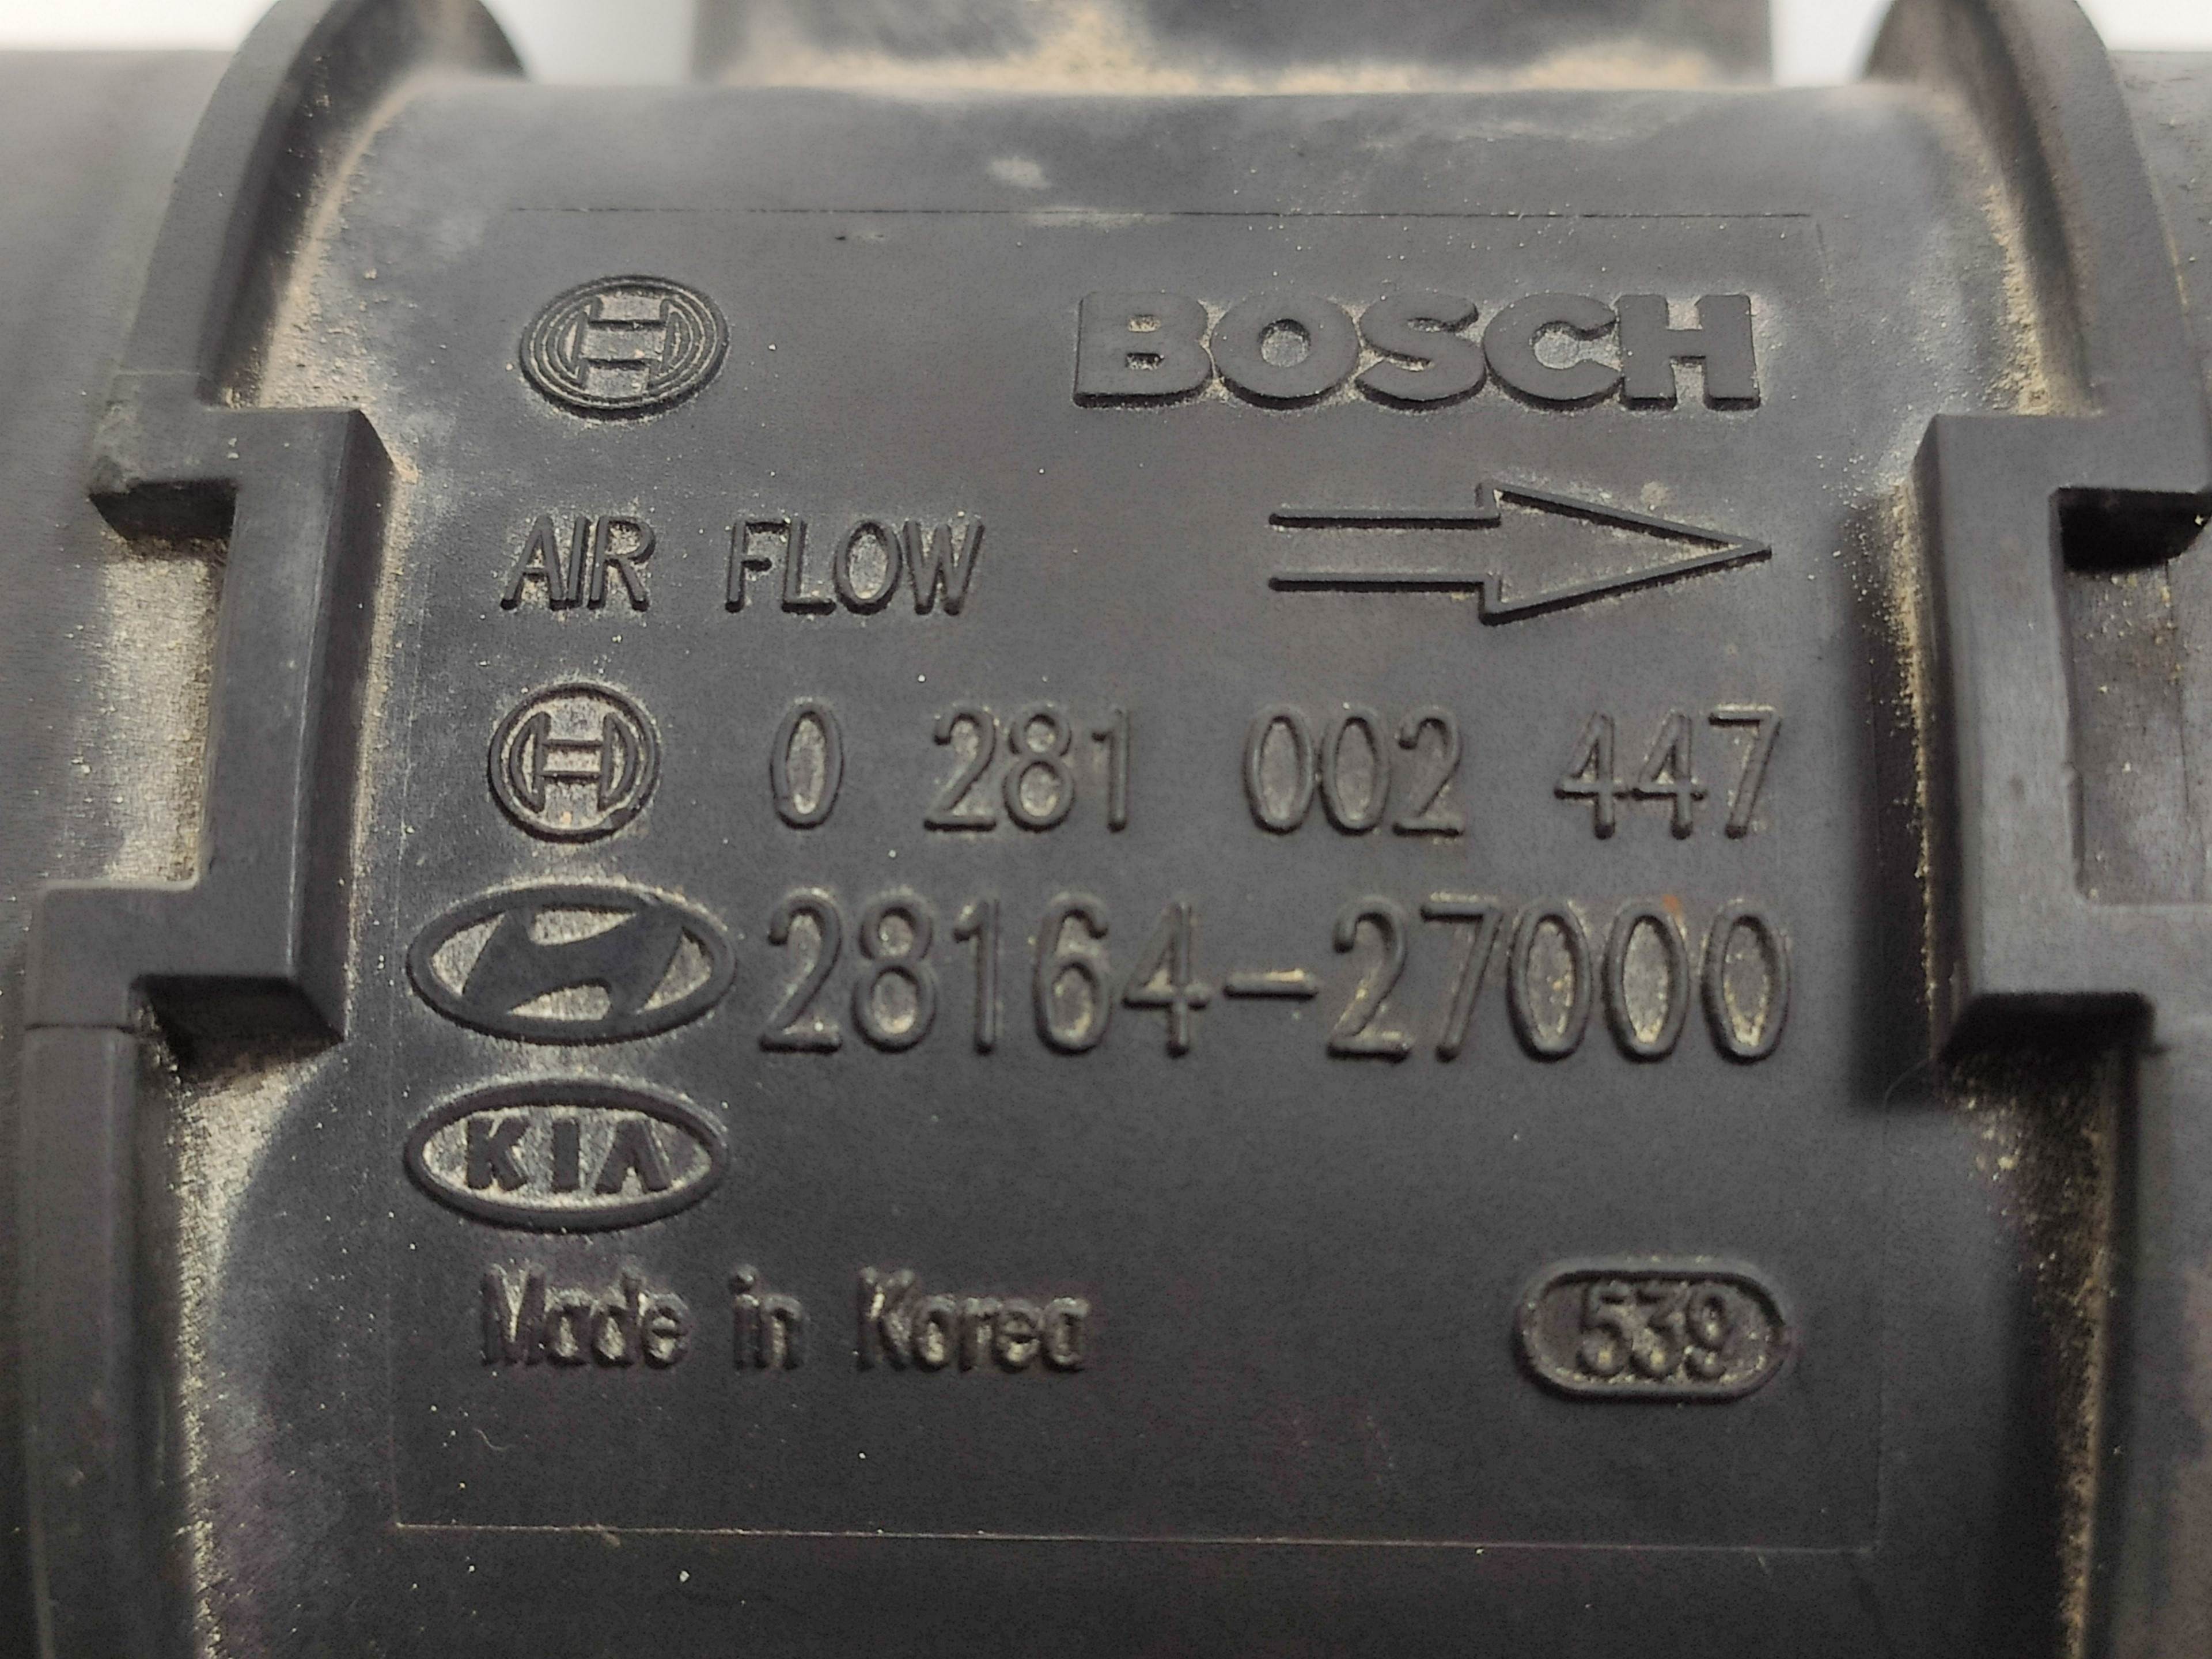 BOSCH
AIR FLOW
0 281 002 447
28164-27000
KIA
Made in Korea
539